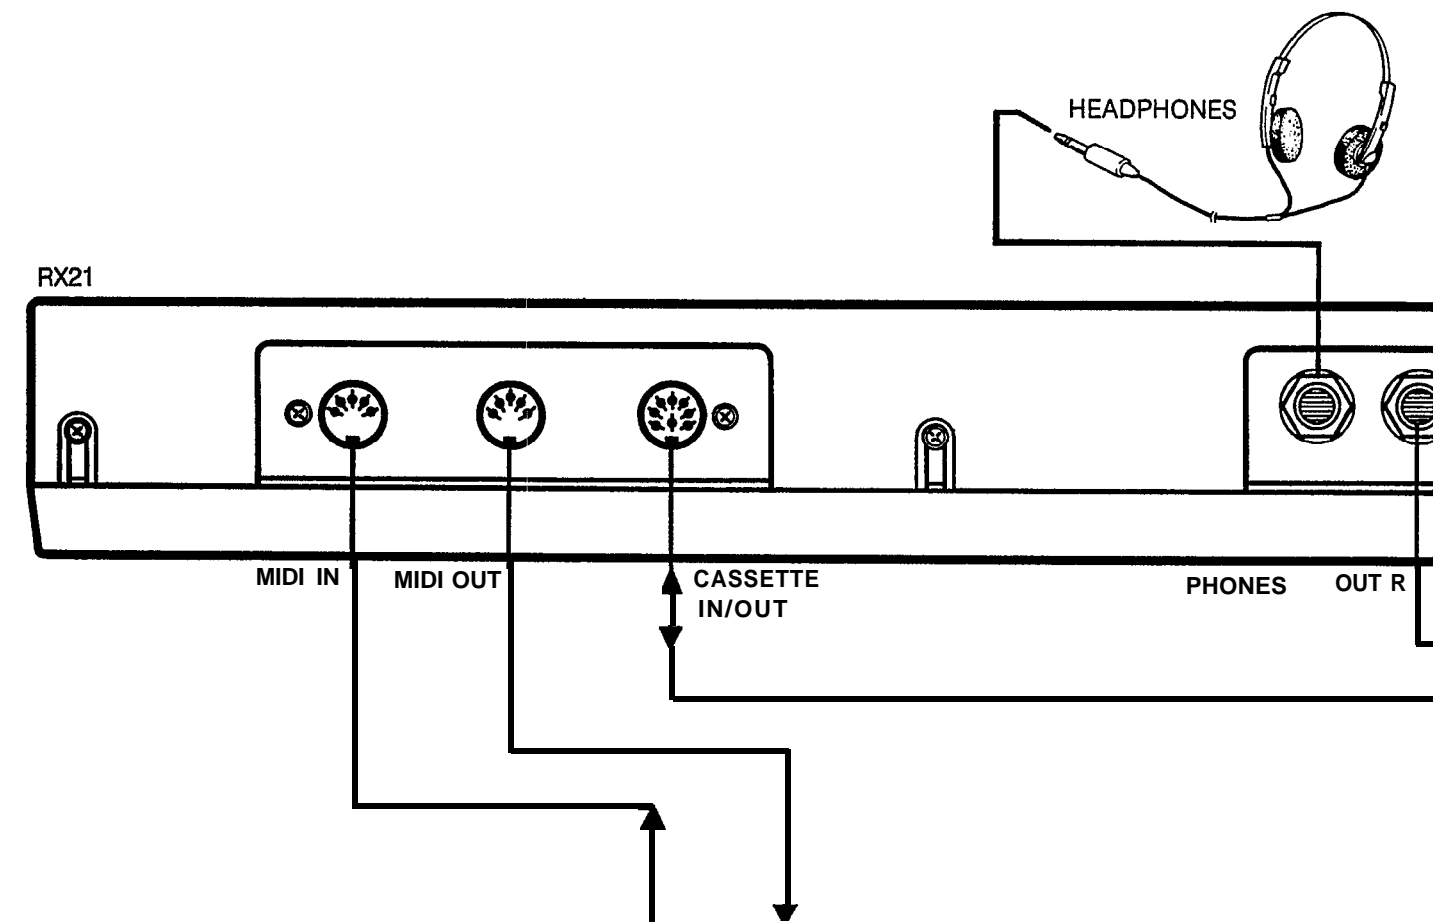 HEADPHONES
RX21
MIDI IN
MIDI OUT
CASSETTE
IN/OUT
PHONES
OUT R